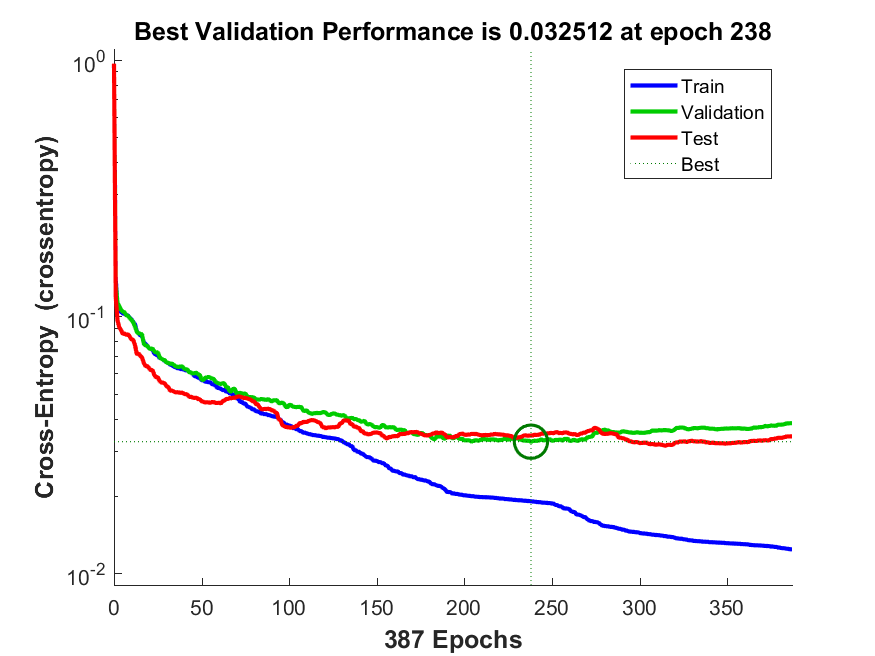 Best Validation Performance is 0.032512 at epoch 238
Cross-Entropy  (crossentropy)
10^0
10^-1
10^-2
Train
Validation
Test
Best
0 50 100 150 200 250 300 350
387 Epochs